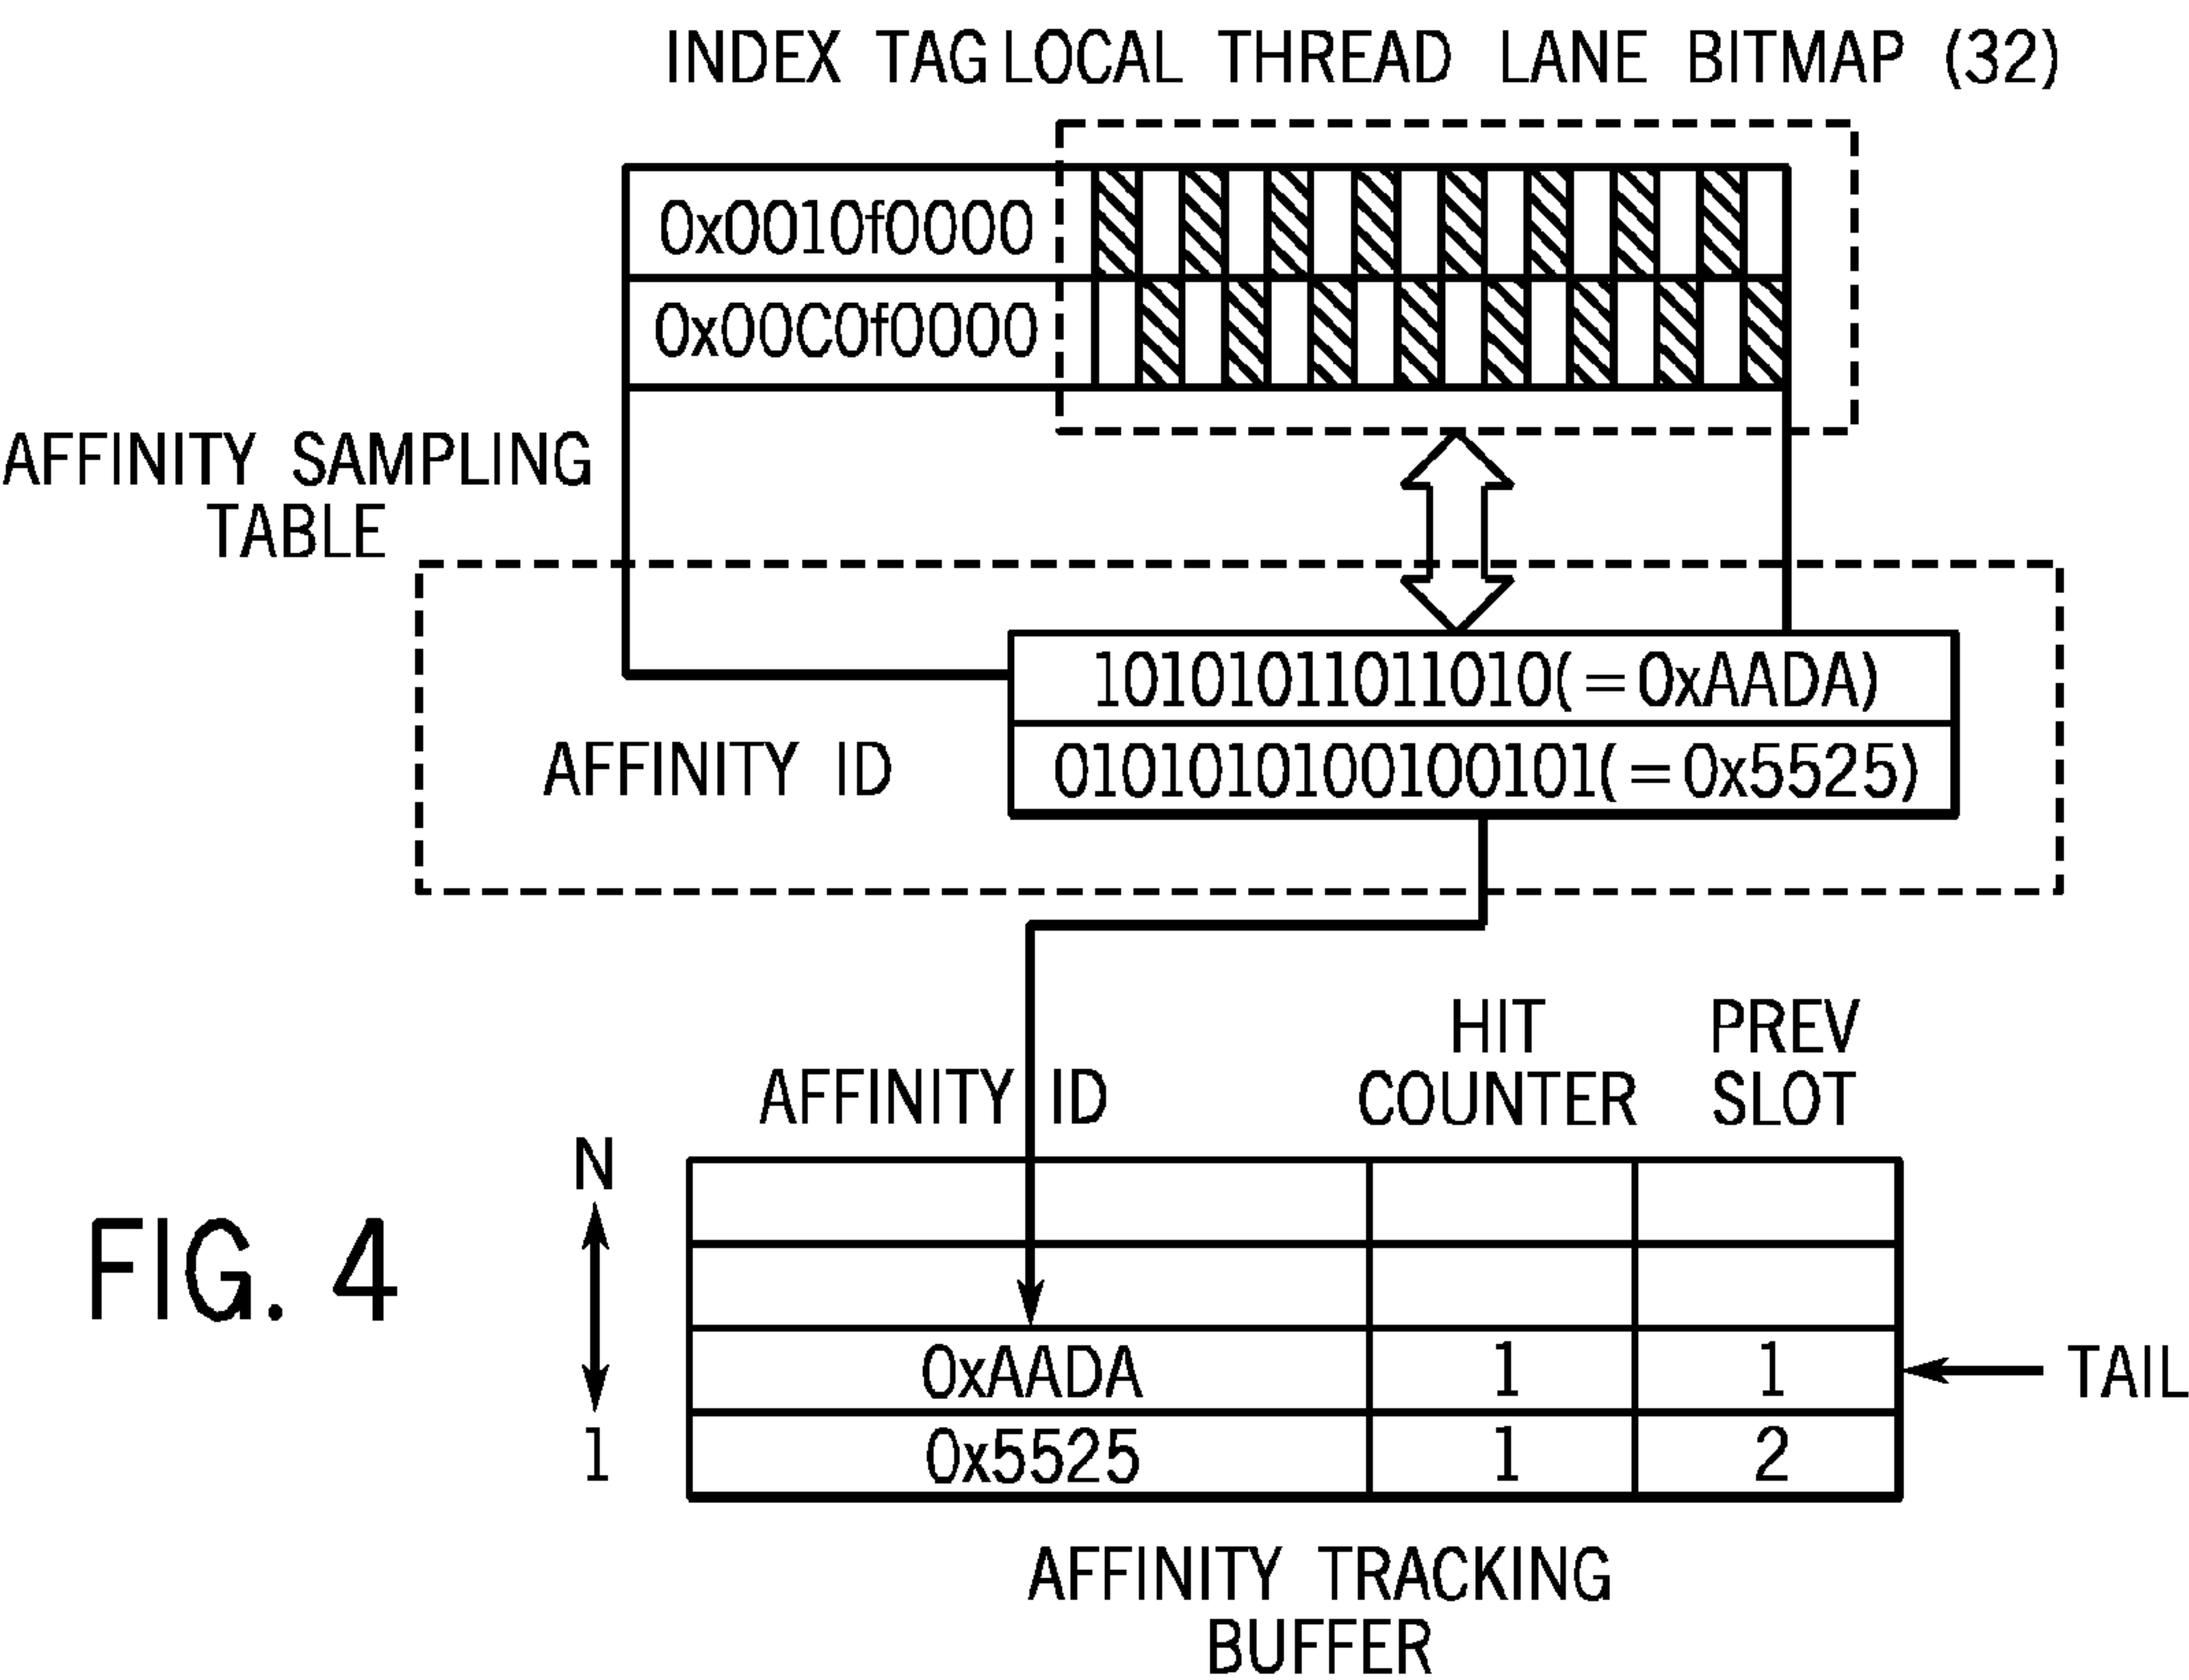 INDEX TAG LOCAL THREAD LANE BITMAP (32)
0x0010f0000
0x00C0f0000
AFFINITY SAMPLING
TABLE
10101011011010(=0xAADA)
AFFINITY ID
0101010100100101(=0x5525)
HIT
COUNTER
PREV
SLOT
AFFINITY ID
N
FIG. 4
0xAADA 1 1
TAIL
1
0x5525 1 2
AFFINITY TRACKING
BUFFER